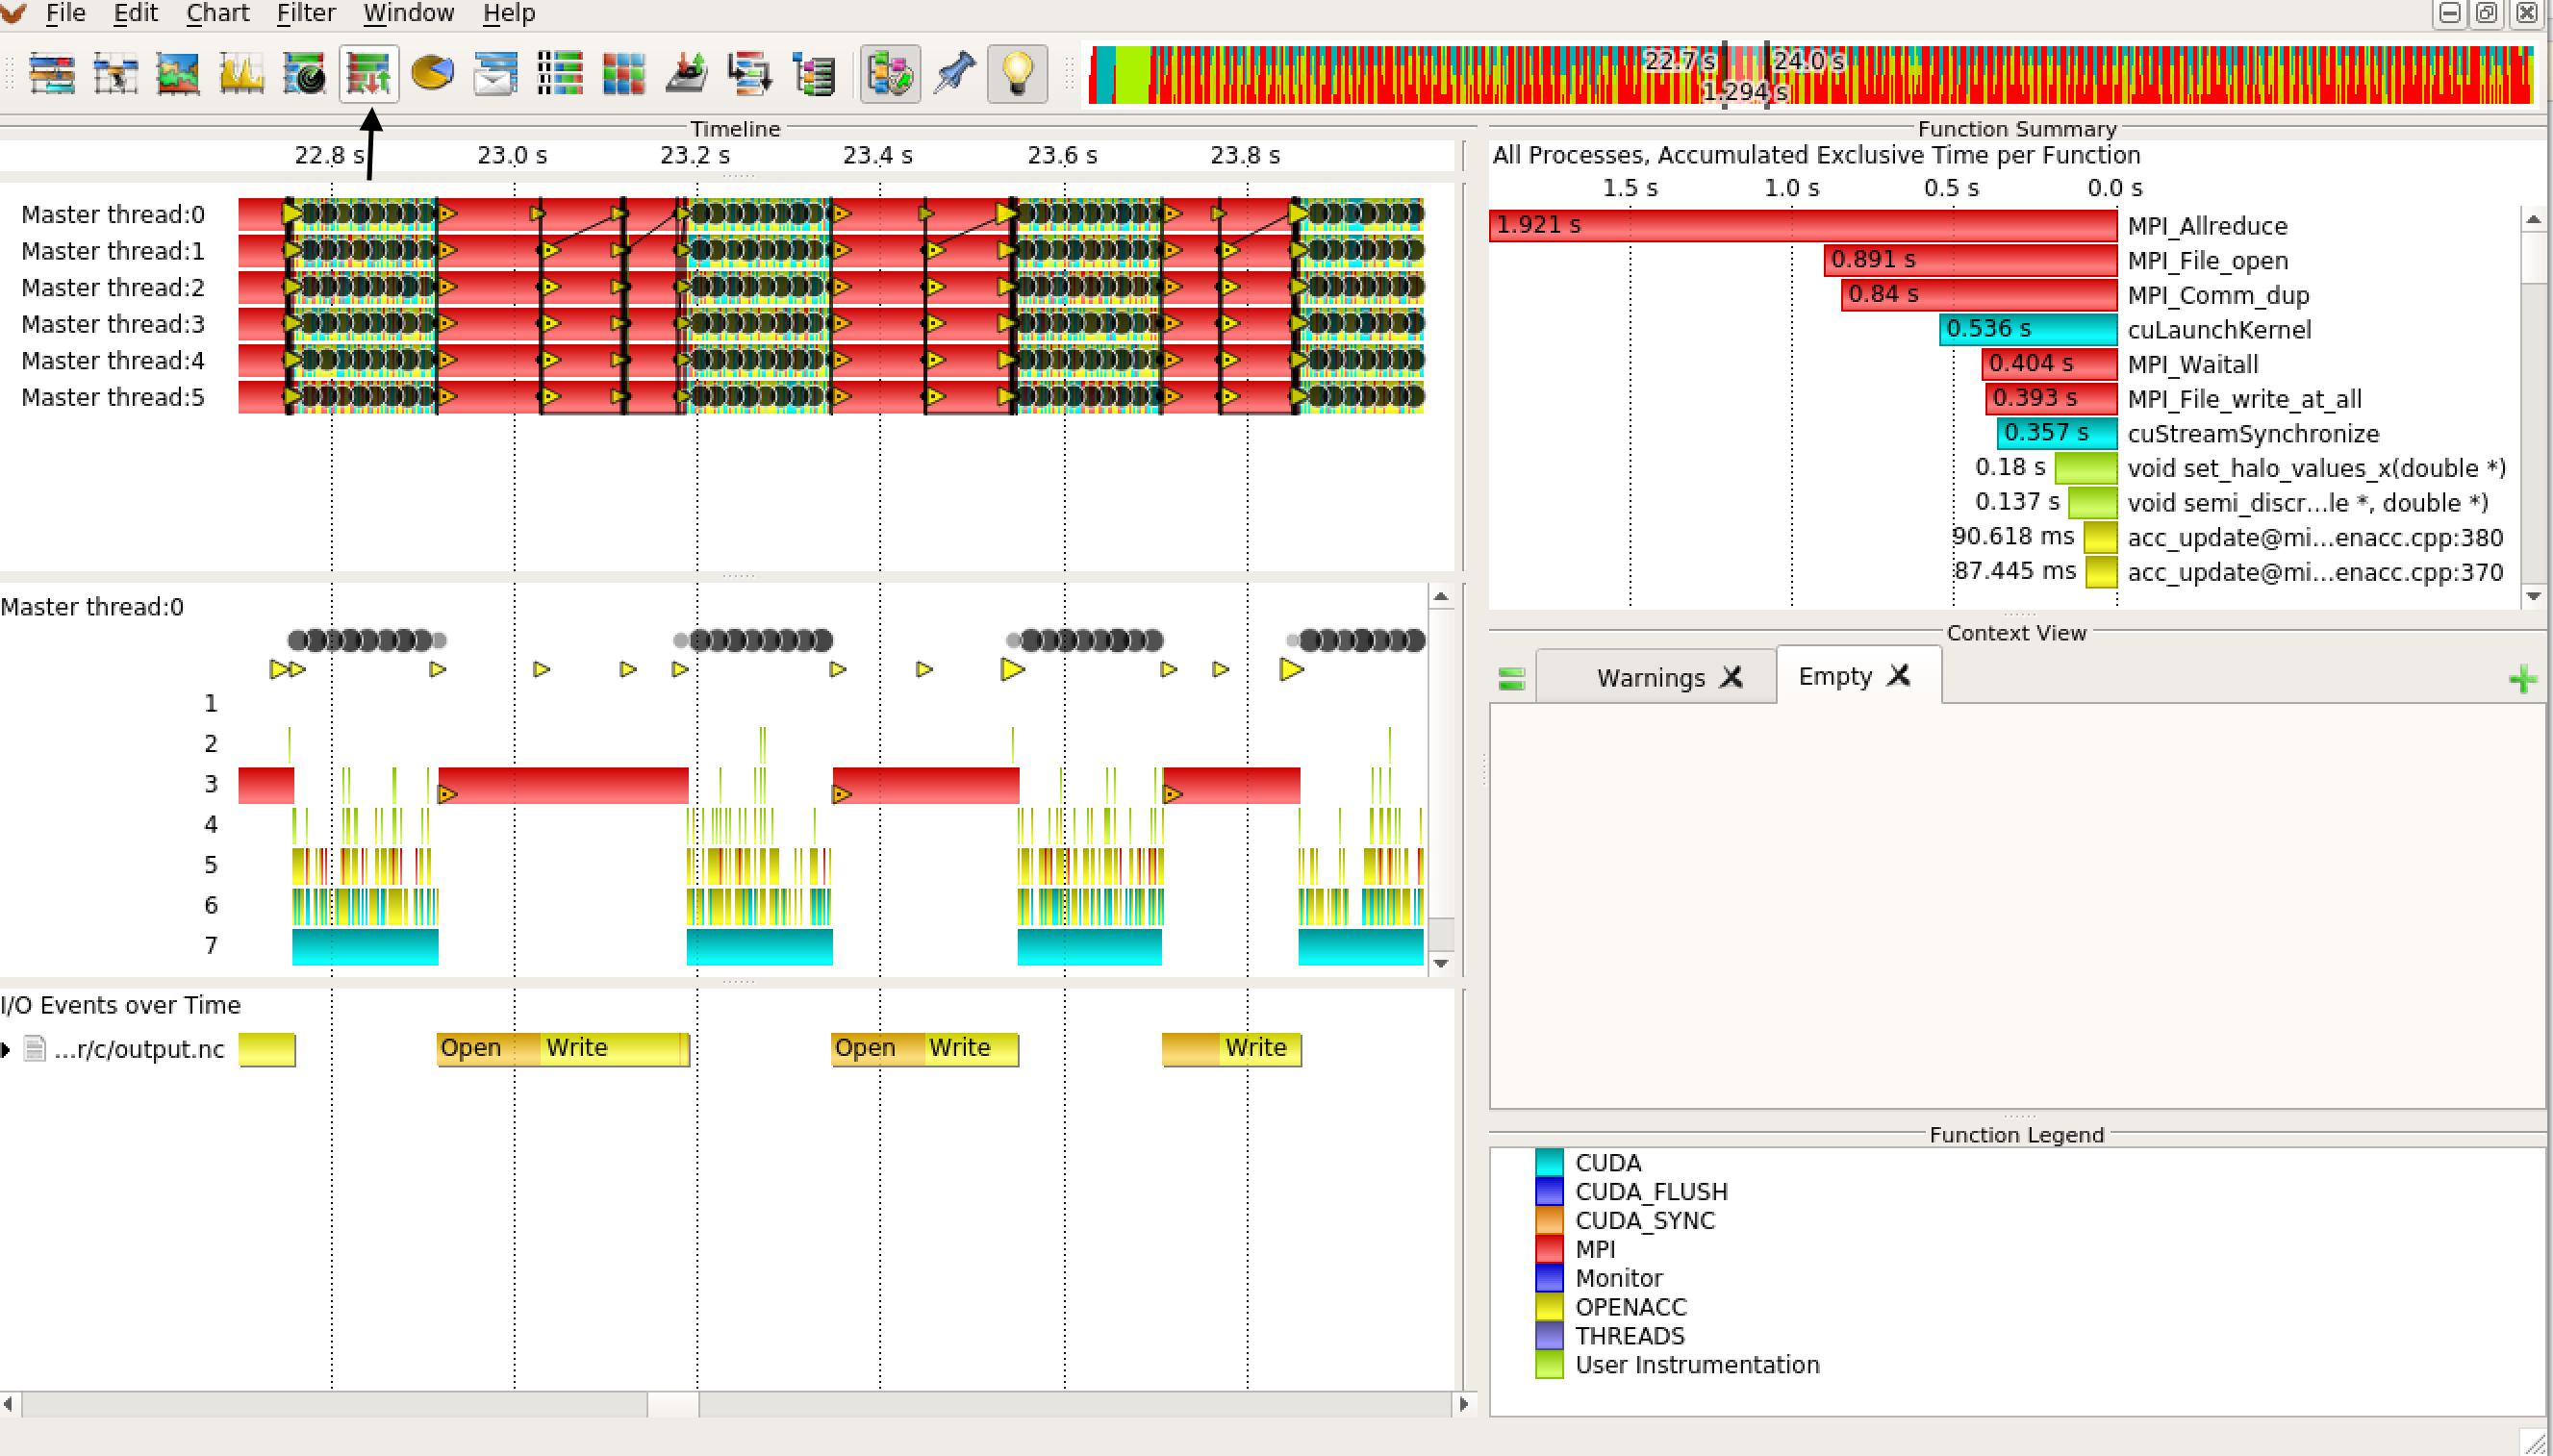 File Edit Chart Filter Window Help
22.7 s 24.0 s
1.294 s
Timeline
22.8 s 23.0 s 23.2 s 23.4 s 23.6 s 23.8 s
Master thread:0
Master thread:1
Master thread:2
Master thread:3
Master thread:4
Master thread:5
Master thread:0
1
2
3
4
5
6
7
I/O Events over Time
...r/c/output.nc Open Write Open Write Write
Function Summary
All Processes, Accumulated Exclusive Time per Function
1.5 s 1.0 s 0.5 s 0.0 s
1.921 s MPI_Allreduce
0.891 s MPI_File_open
0.84 s MPI_Comm_dup
0.536 s cuLaunchKernel
0.404 s MPI_Waitall
0.393 s MPI_File_write_at_all
0.357 s cuStreamSynchronize
0.18 s void set_halo_values_x(double *)
0.137 s void semi_discr...le *, double *)
90.618 ms acc_update@mi...enacc.cpp:380
87.445 ms acc_update@mi...enacc.cpp:370
Context View
Warnings Empty
Function Legend
CUDA
CUDA_FLUSH
CUDA_SYNC
MPI
Monitor
OPENACC
THREADS
User Instrumentation